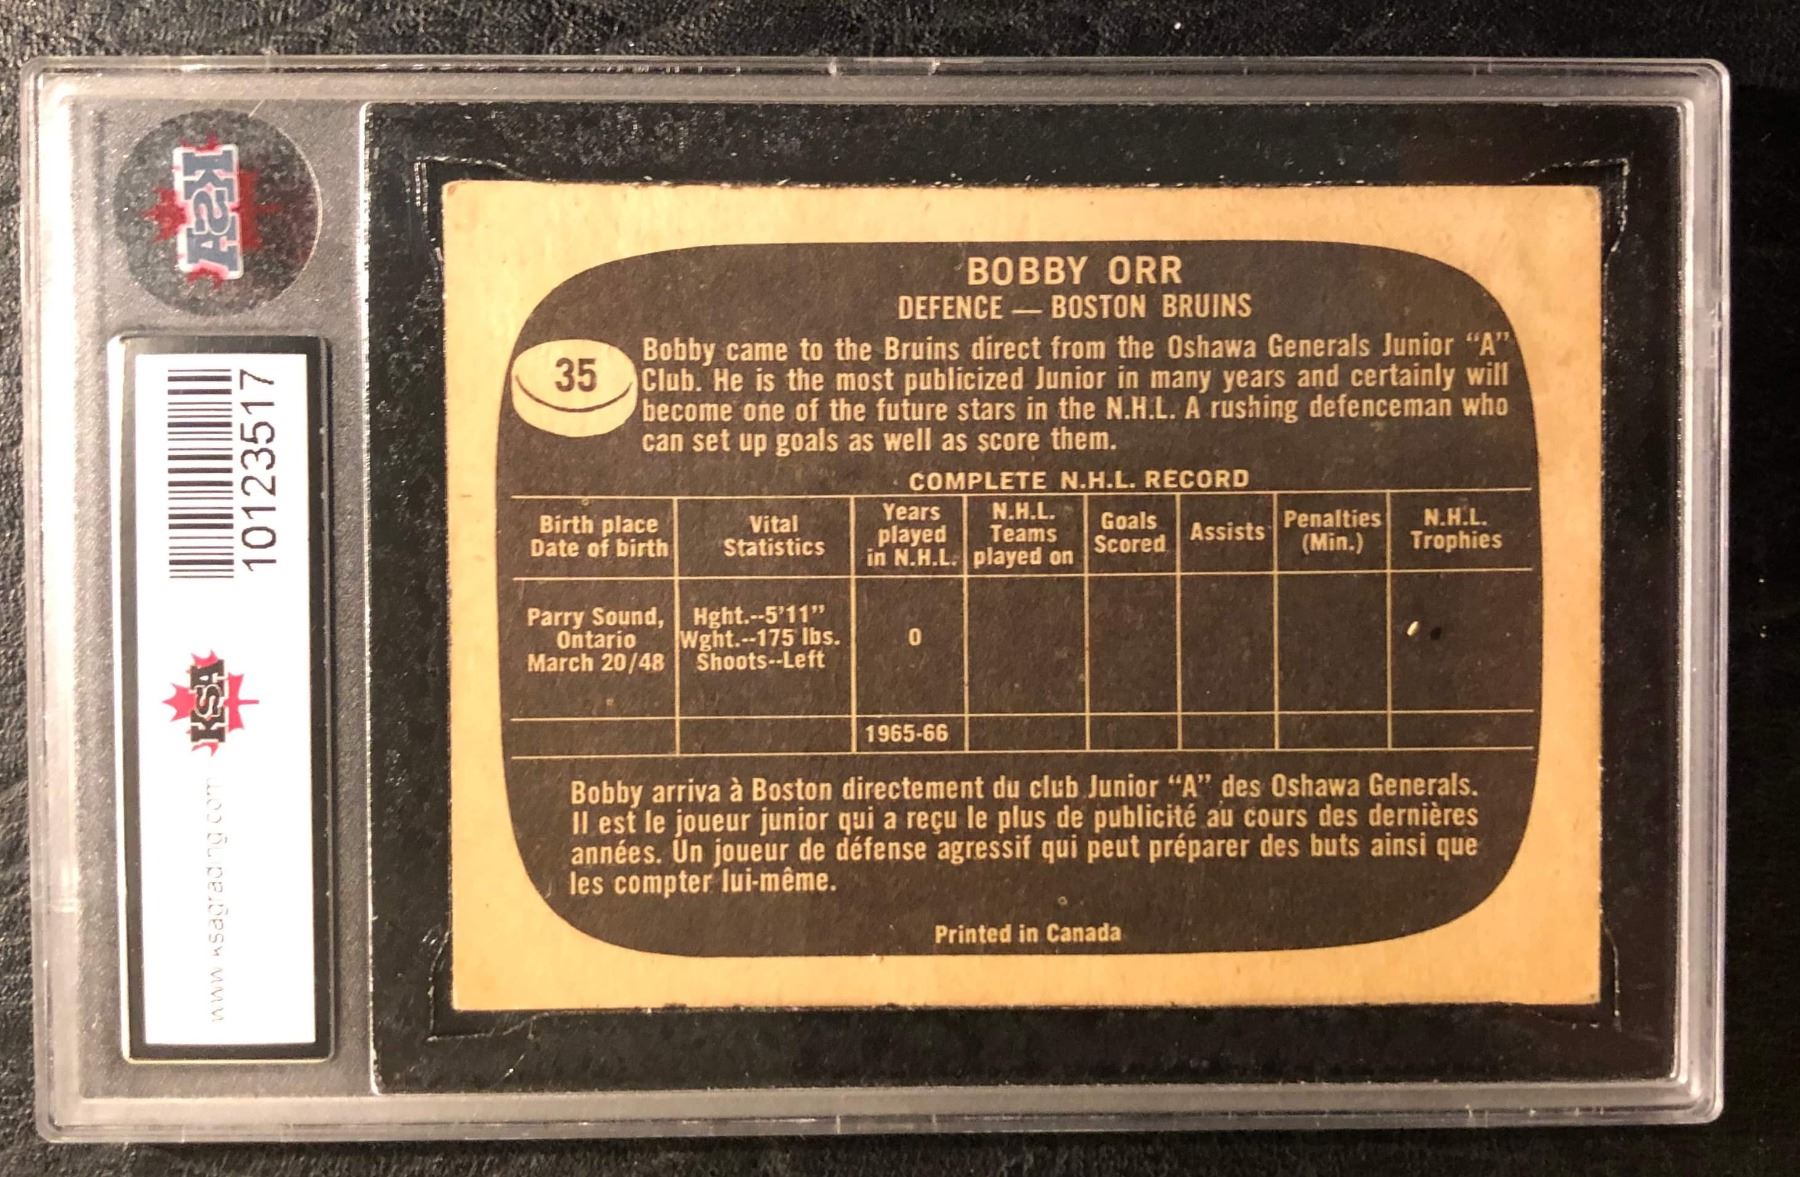 KSA
101235​17
KSA
www.ksagrading.com
BOBBY ORR
DEFENCE — BOSTON BRUINS
35
Bobby came to the Bruins direct from the Oshawa Generals Junior “A”
Club. He is the most publicized Junior in many years and certainly will
become one of the future stars in the N.H.L. A rushing defenceman who
can set up goals as well as score them.
COMPLETE N.H.L. RECORD
Birth place
Date of birth
Vital
Statistics
Years
played
in N.H.L.
N.H.L.
Teams
played on
Goals
Scored
Assists
Penalties
(Min.)
N.H.L.
Trophies
Parry Sound,
Ontario
March 20/48
Hght.--5'11”
Wght.--175 lbs.
Shoots--Left
0
1965-66
Bobby arriva à Boston directement du club Junior “A” des Oshawa Generals.
Il est le joueur junior qui a reçu le plus de publicité au cours des dernières
années. Un joueur de défense agressif qui peut préparer des buts ainsi que
les compter lui-même.
Printed in Canada